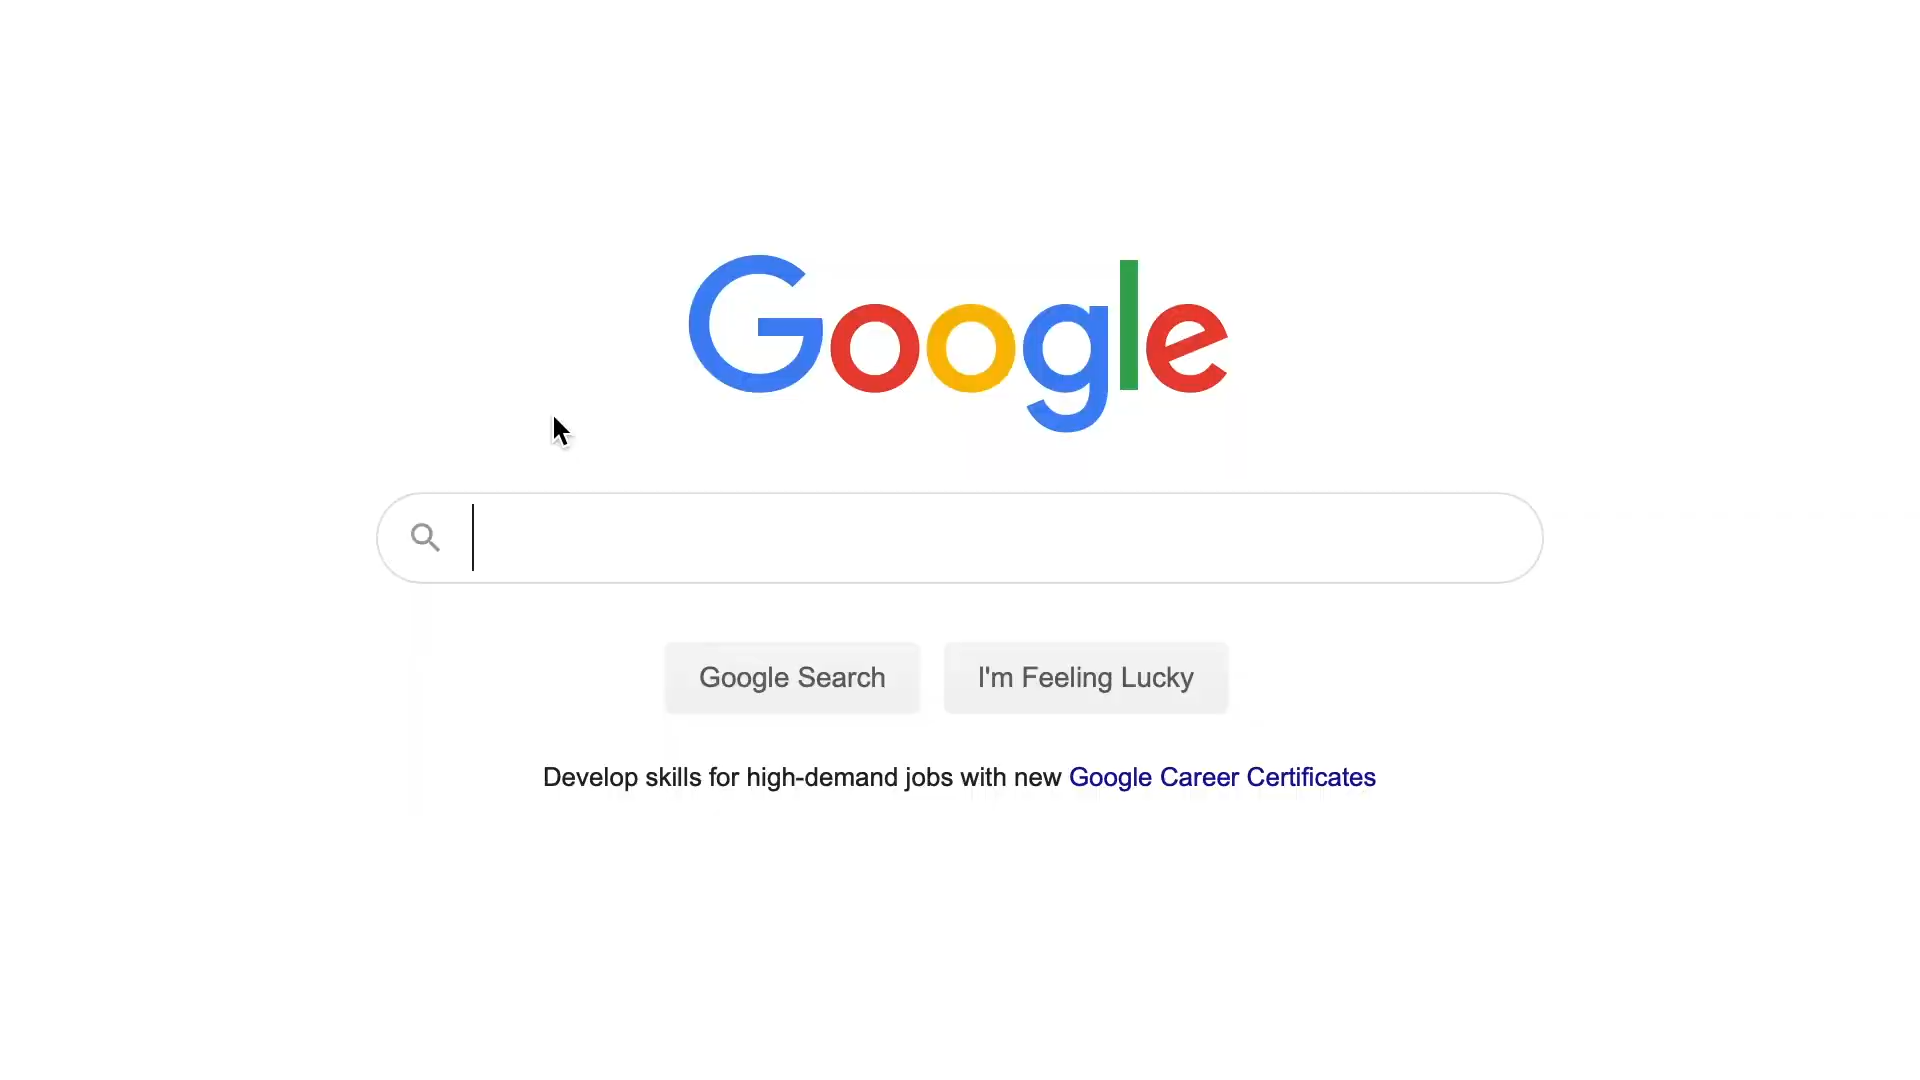 Google
Google Search
I'm Feeling Lucky
Develop skills for high-demand jobs with new Google Career Certificates